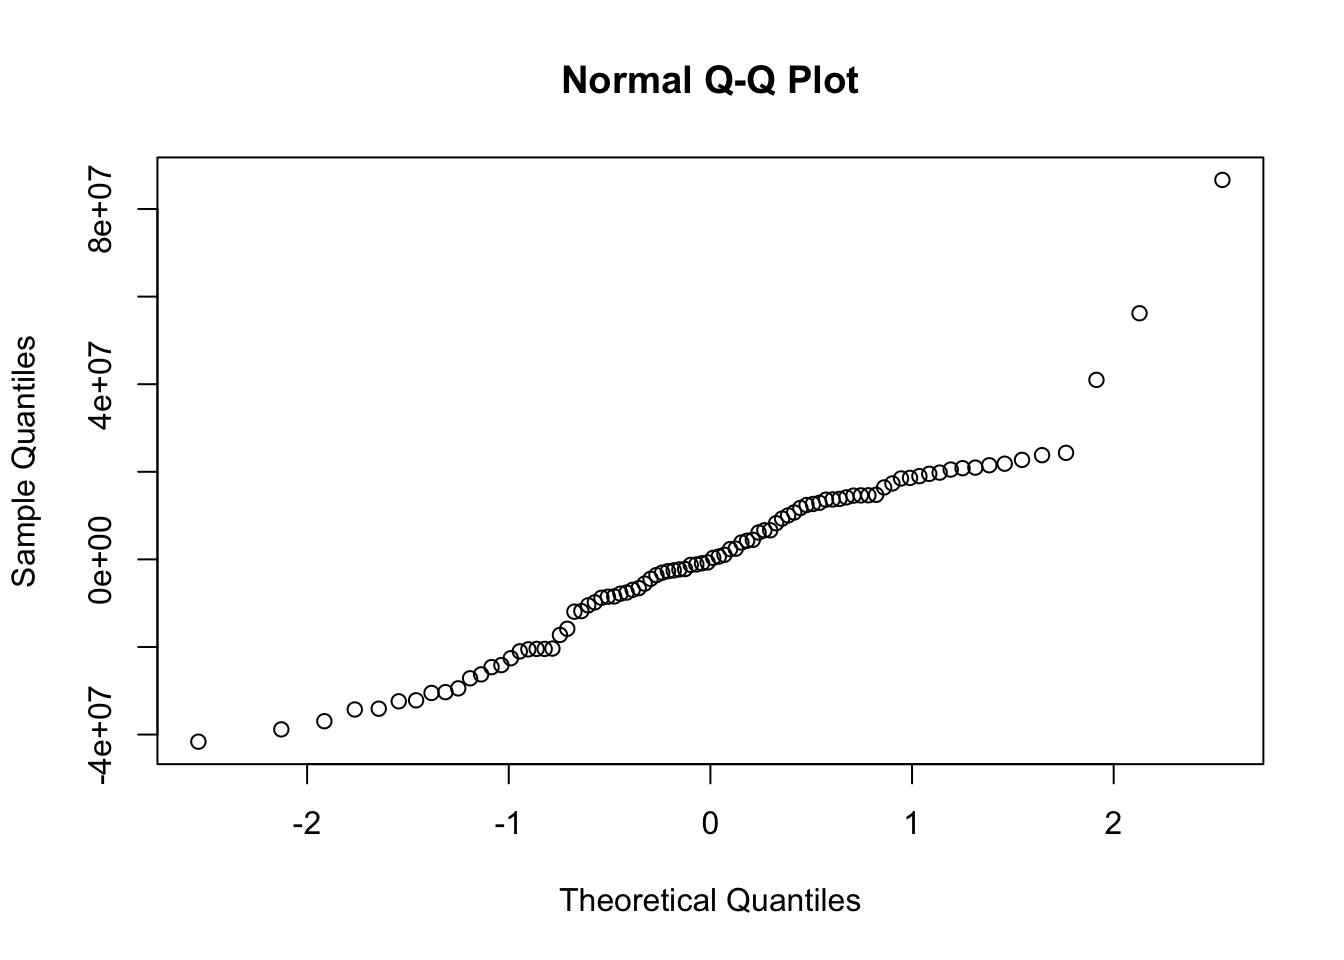 Normal Q-Q Plot
8e+07
4e+07
0e+00
-4e+07
Sample Quantiles
-2 -1 0 1 2
Theoretical Quantiles